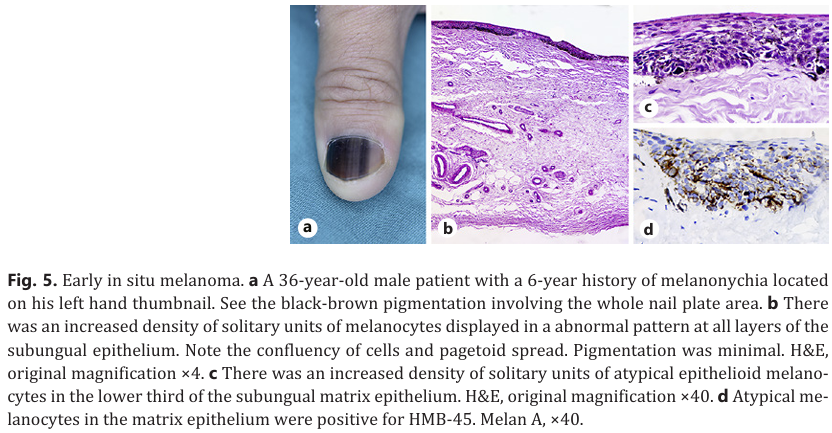 a
b
c
d
Fig. 5. Early in situ melanoma. a A 36-year-old male patient with a 6-year history of melanonychia located
on his left hand thumbnail. See the black-brown pigmentation involving the whole nail plate area. b There
was an increased density of solitary units of melanocytes displayed in a abnormal pattern at all layers of the
subungual epithelium. Note the confluency of cells and pagetoid spread. Pigmentation was minimal. H&E,
original magnification ×4. c There was an increased density of solitary units of atypical epithelioid melano-
cytes in the lower third of the subungual matrix epithelium. H&E, original magnification ×40. d Atypical me-
lanocytes in the matrix epithelium were positive for HMB-45. Melan A, ×40.